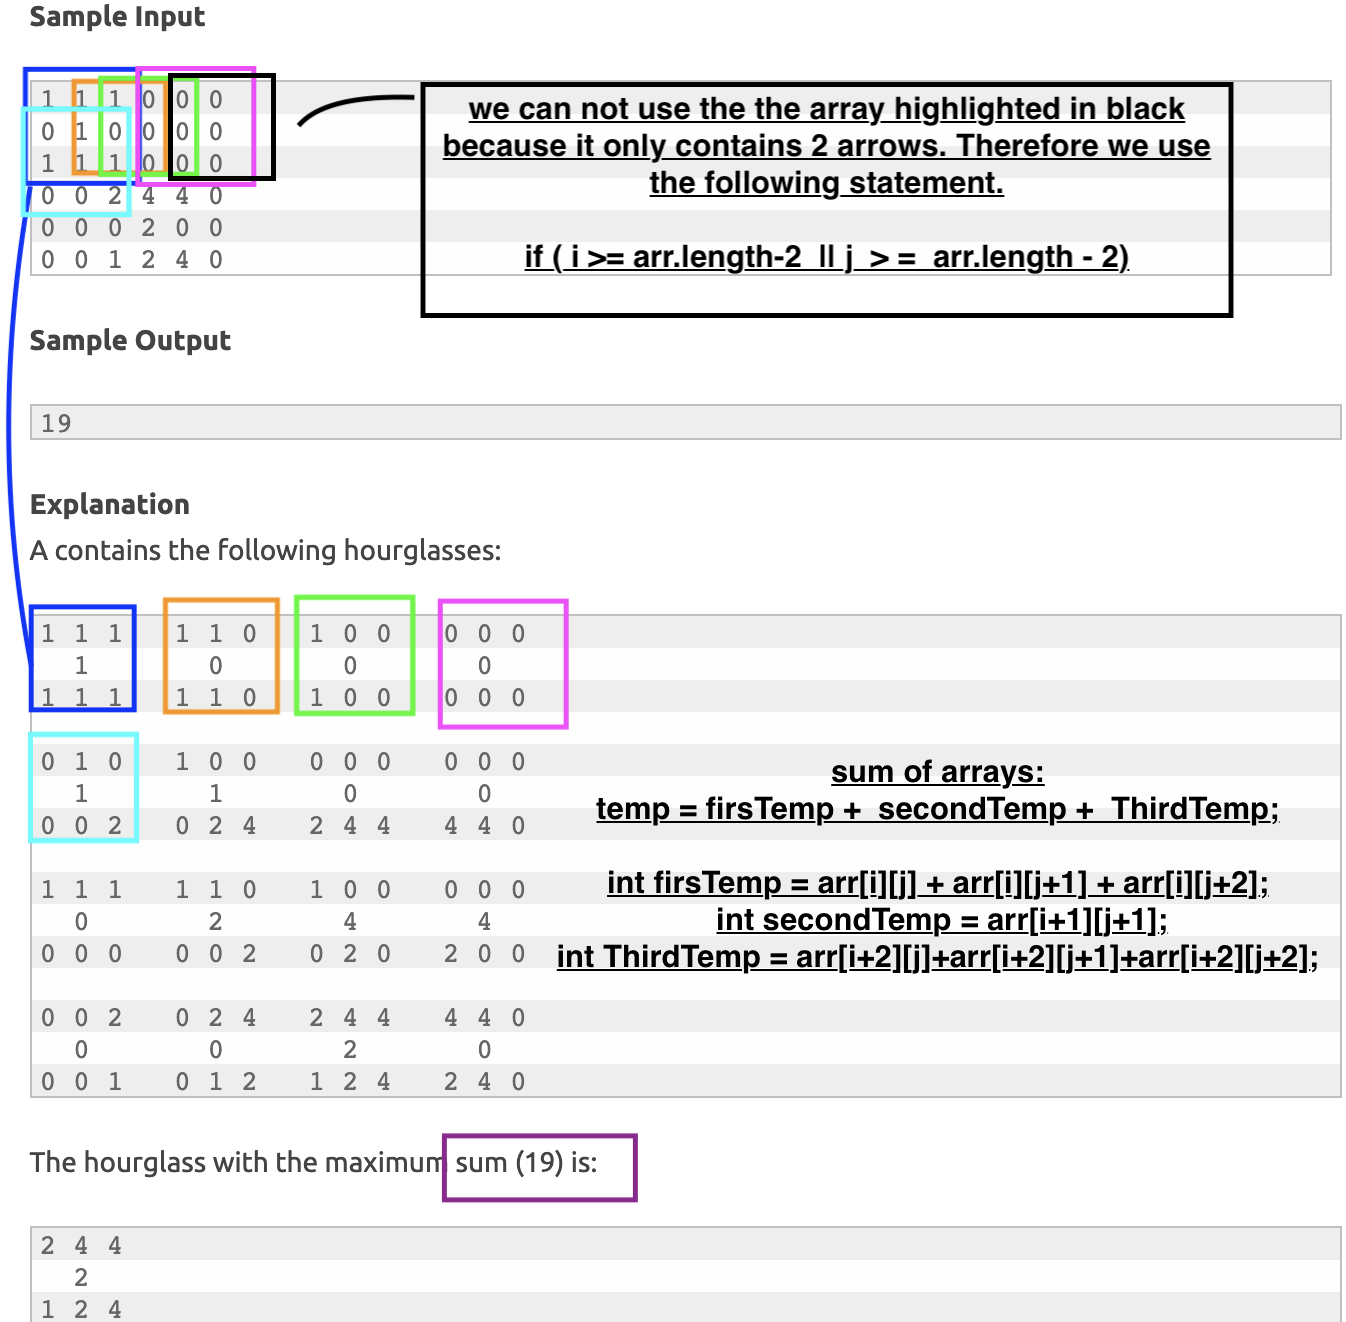 Sample Input
1 1 1 0 0 0
0 1 0 0 0 0
1 1 1 0 0 0
0 0 2 4 4 0
0 0 0 2 0 0
0 0 1 2 4 0
we can not use the the array highlighted in black
because it only contains 2 arrows. Therefore we use
the following statement.
if ( i >= arr.length-2 || j > = arr.length - 2)
Sample Output
19
Explanation
A contains the following hourglasses:
1 1 1 1 1 0 1 0 0 0 0 0
1 0 0 0
1 1 1 1 1 0 1 0 0 0 0 0
0 1 0 1 0 0 0 0 0 0 0 0
1 1 0 0
0 0 2 0 2 4 2 4 4 4 4 0
sum of arrays:
temp = firsTemp + secondTemp + ThirdTemp;
1 1 1 1 1 0 1 0 0 0 0 0
0 2 4 4
0 0 0 0 0 2 0 2 0 2 0 0
int firsTemp = arr[i][j] + arr[i][j+1] + arr[i][j+2];
int secondTemp = arr[i+1][j+1];
int ThirdTemp = arr[i+2][j]+arr[i+2][j+1]+arr[i+2][j+2];
0 0 2 0 2 4 2 4 4 4 4 0
0 0 2 0
0 0 1 0 1 2 1 2 4 2 4 0
The hourglass with the maximum sum (19) is:
2 4 4
2
1 2 4